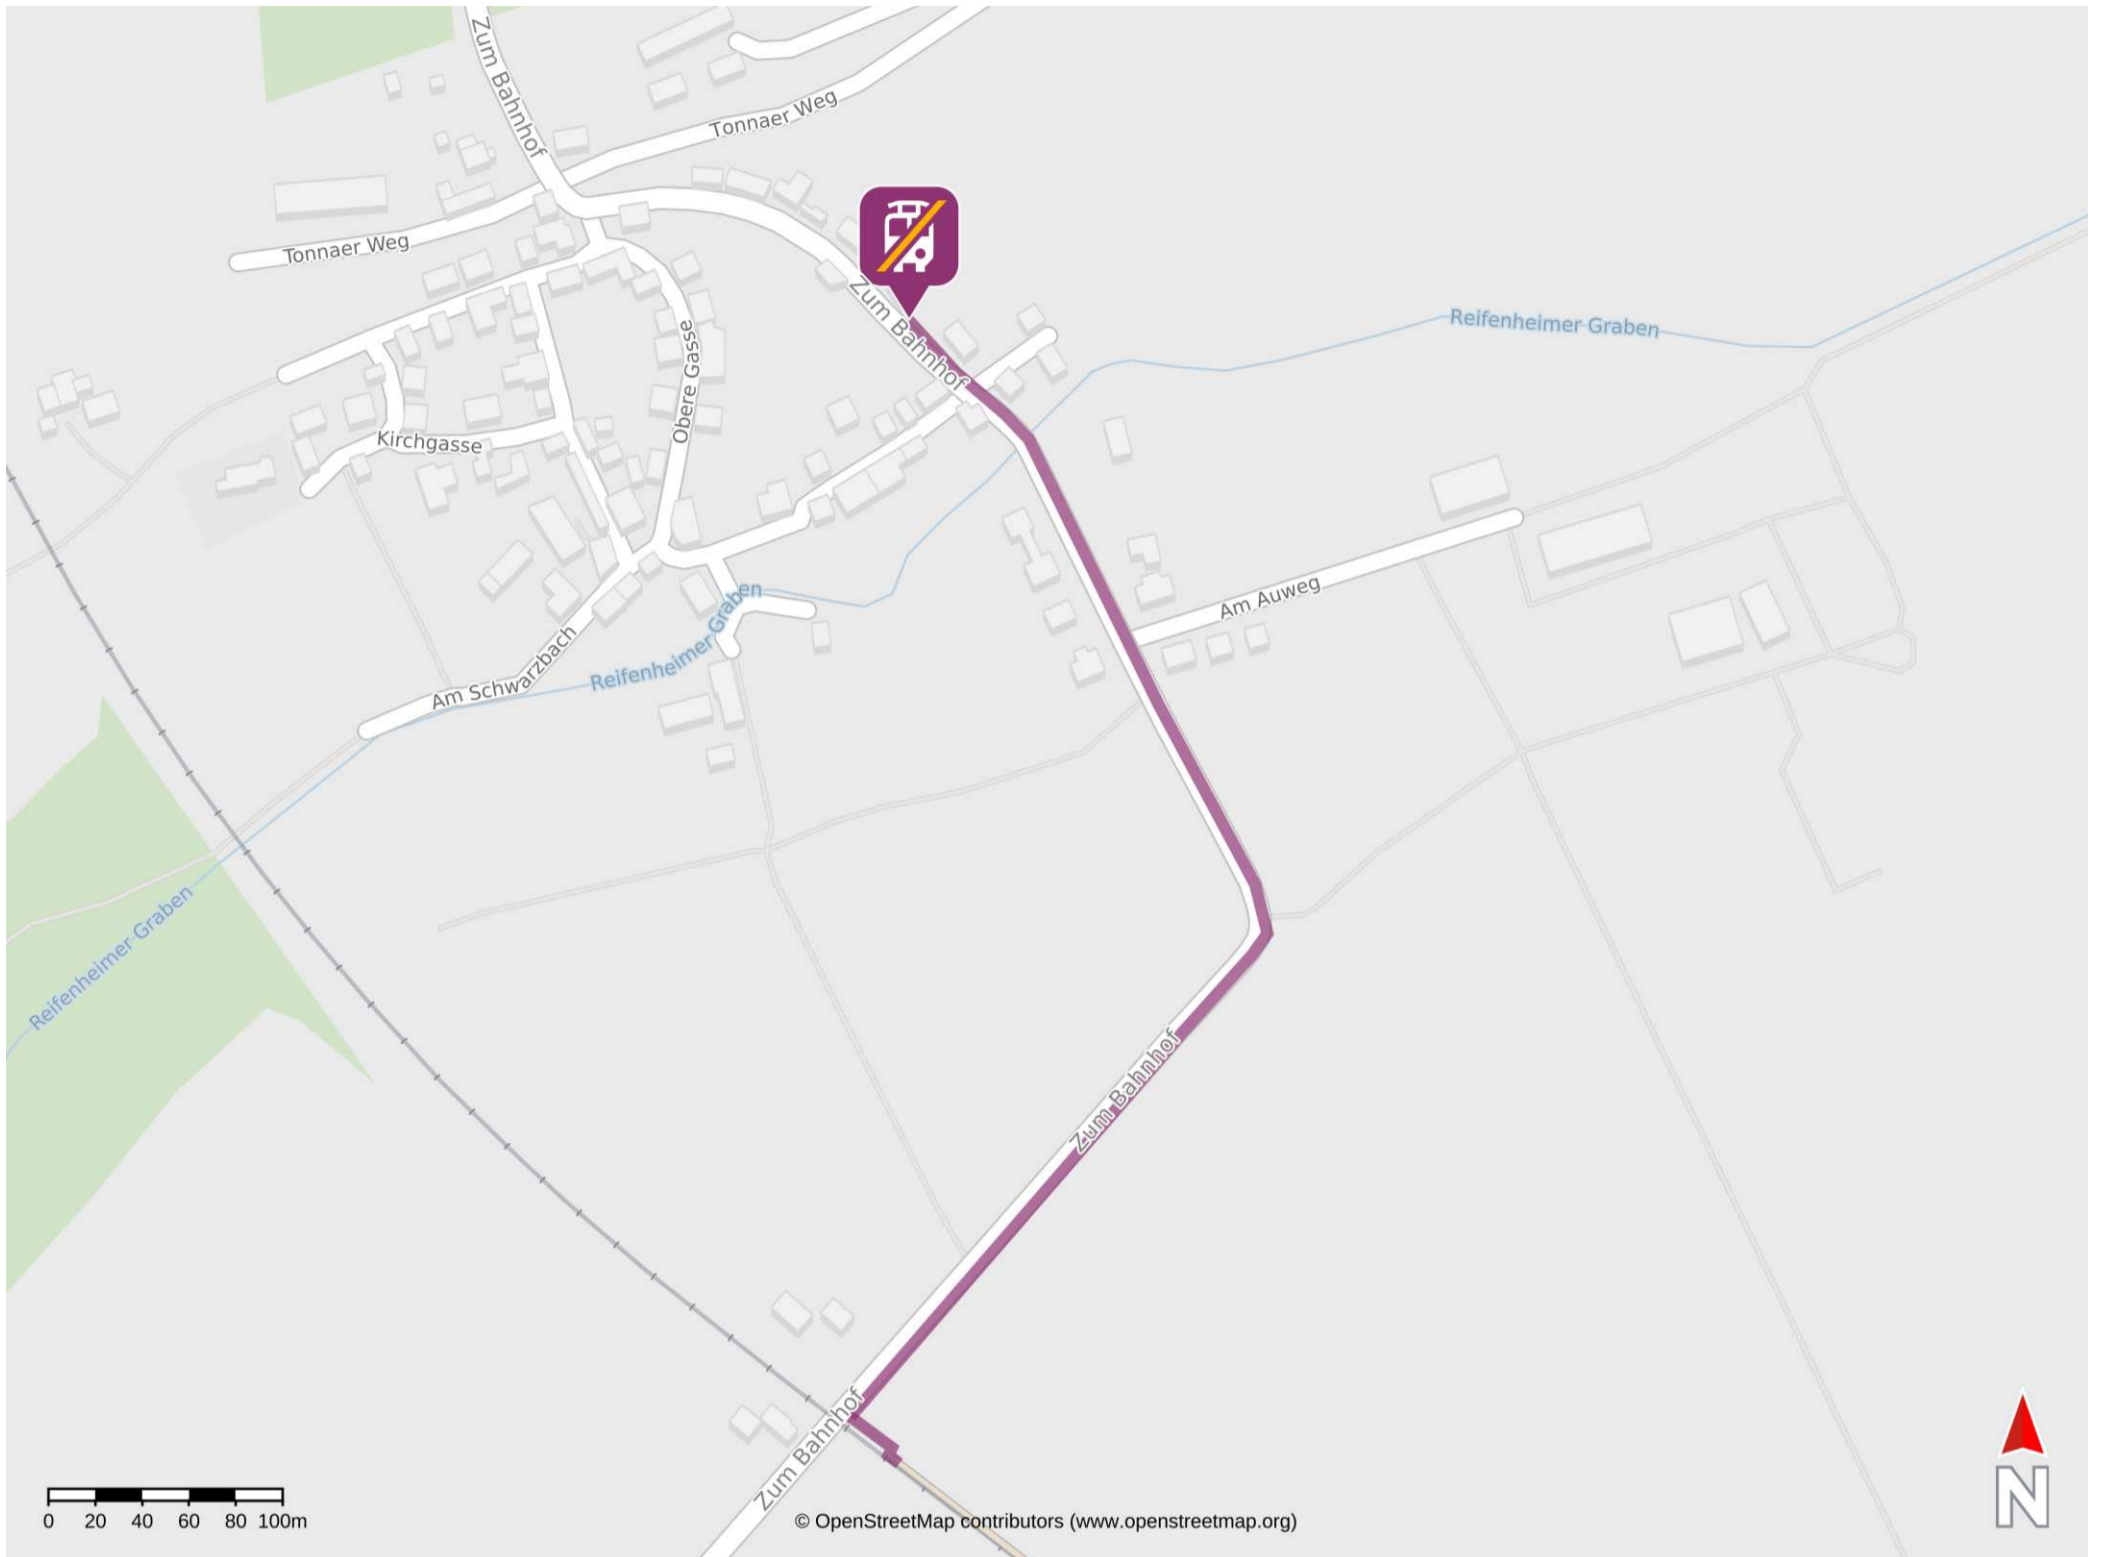 Zum Bahnhof
Tonnaer Weg
Tonnaer Weg
Zum Bahnhof
Reifenheimer Graben
Obere Gasse
Kirchgasse
Am Auweg
Reifenheimer Graben
Am Schwarzbach
Reifenheimer Graben
Zum Bahnhof
Zum Bahnhof
N
0 20 40 60 80 100m
© OpenStreetMap contributors (www.openstreetmap.org)